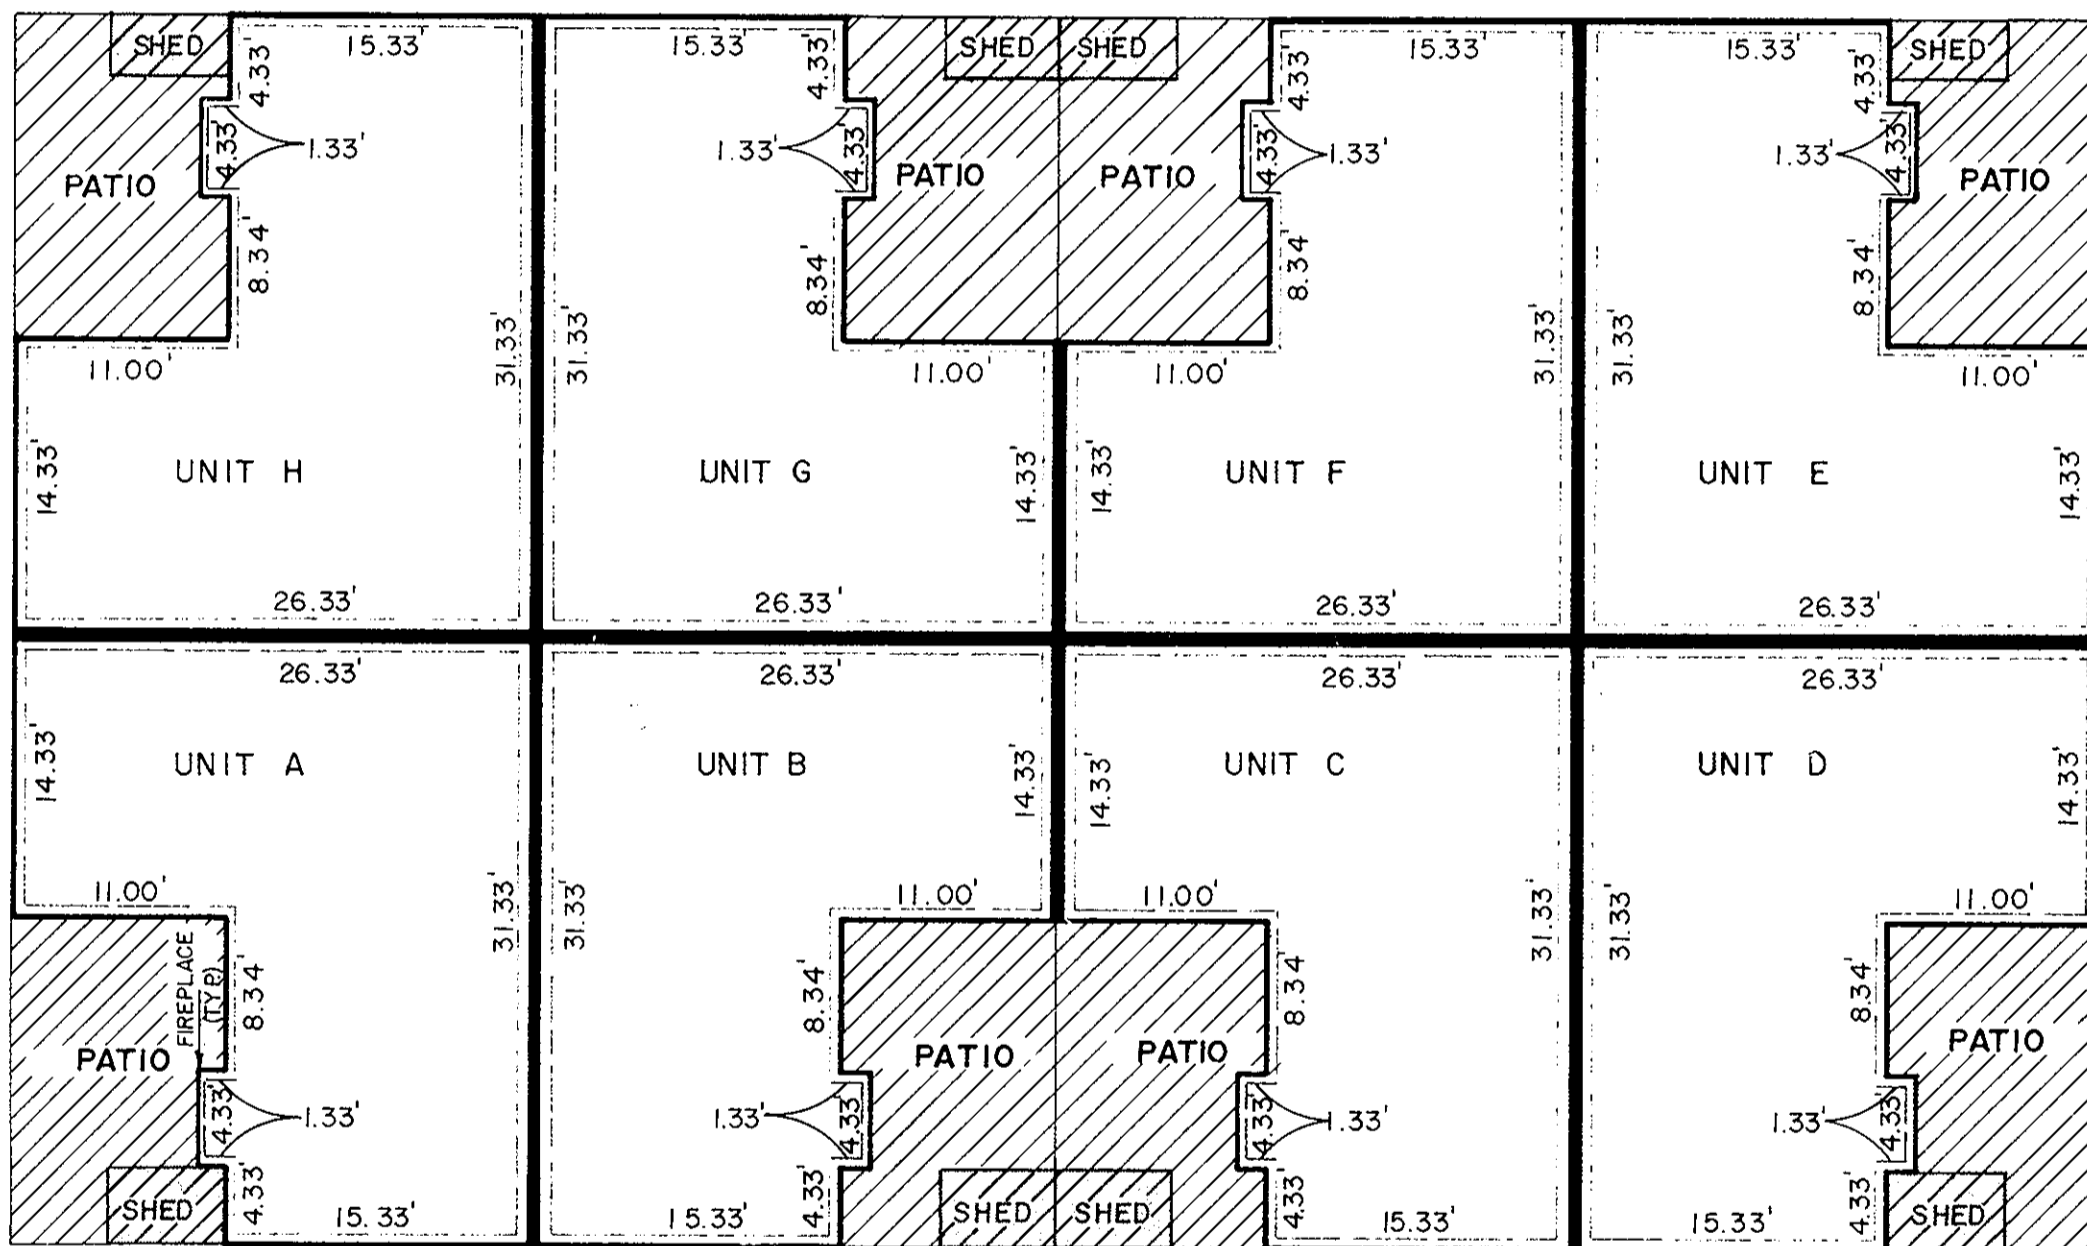 SHED
15.33'
15.33'
SHED
SHED
15.33'
15.33'
SHED
4.33'
4.33'
4.33'
4.33'
4.33'
1.33'
1.33'
4.33'
4.33'
1.33'
1.33'
4.33'
PATIO
PATIO
PATIO
PATIO
8.34'
8.34'
8.34'
8.34'
31.33'
31.33'
31.33'
31.33'
11.00'
11.00'
11.00'
11.00'
14.33'
UNIT H
UNIT G
14.33'
14.33'
UNIT F
UNIT E
14.33'
26.33'
26.33'
26.33'
26.33'
26.33'
26.33'
26.33'
26.33'
14.33'
UNIT A
UNIT B
14.33'
14.33'
UNIT C
UNIT D
14.33'
11.00'
11.00'
11.00'
11.00'
31.33'
31.33'
31.33'
31.33'
FIREPLACE
(TYP.)
8.34'
8.34'
8.34'
8.34'
PATIO
PATIO
PATIO
PATIO
4.33'
1.33'
1.33'
4.33'
4.33'
1.33'
1.33'
4.33'
4.33'
4.33'
4.33'
4.33'
SHED
15.33'
15.33'
SHED
SHED
15.33'
15.33'
SHED